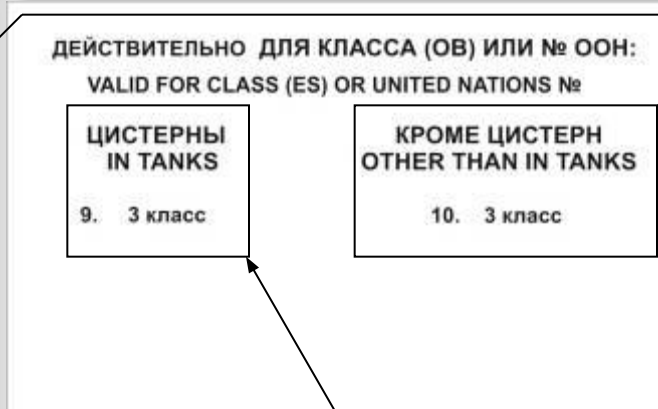 ДЕЙСТВИТЕЛЬНО ДЛЯ КЛАССА (ОВ) ИЛИ № ООН:
VALID FOR CLASS (ES) OR UNITED NATIONS №
ЦИСТЕРНЫ
IN TANKS
9. 3 класс
КРОМЕ ЦИСТЕРН
OTHER THAN IN TANKS
10. 3 класс